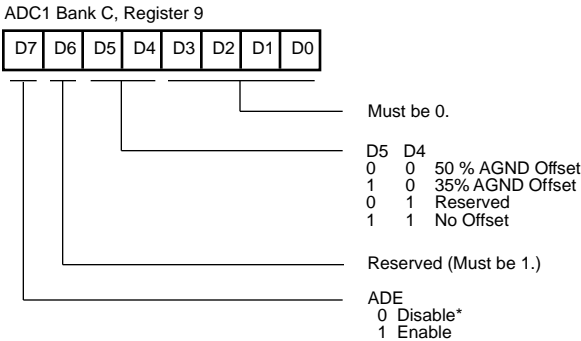 ADC1 Bank C, Register 9
D7 D6 D5 D4 D3 D2 D1 D0
Must be 0.
D5 D4
0 0 50 % AGND Offset
1 0 35% AGND Offset
0 1 Reserved
1 1 No Offset
Reserved (Must be 1.)
ADE
0 Disable*
1 Enable